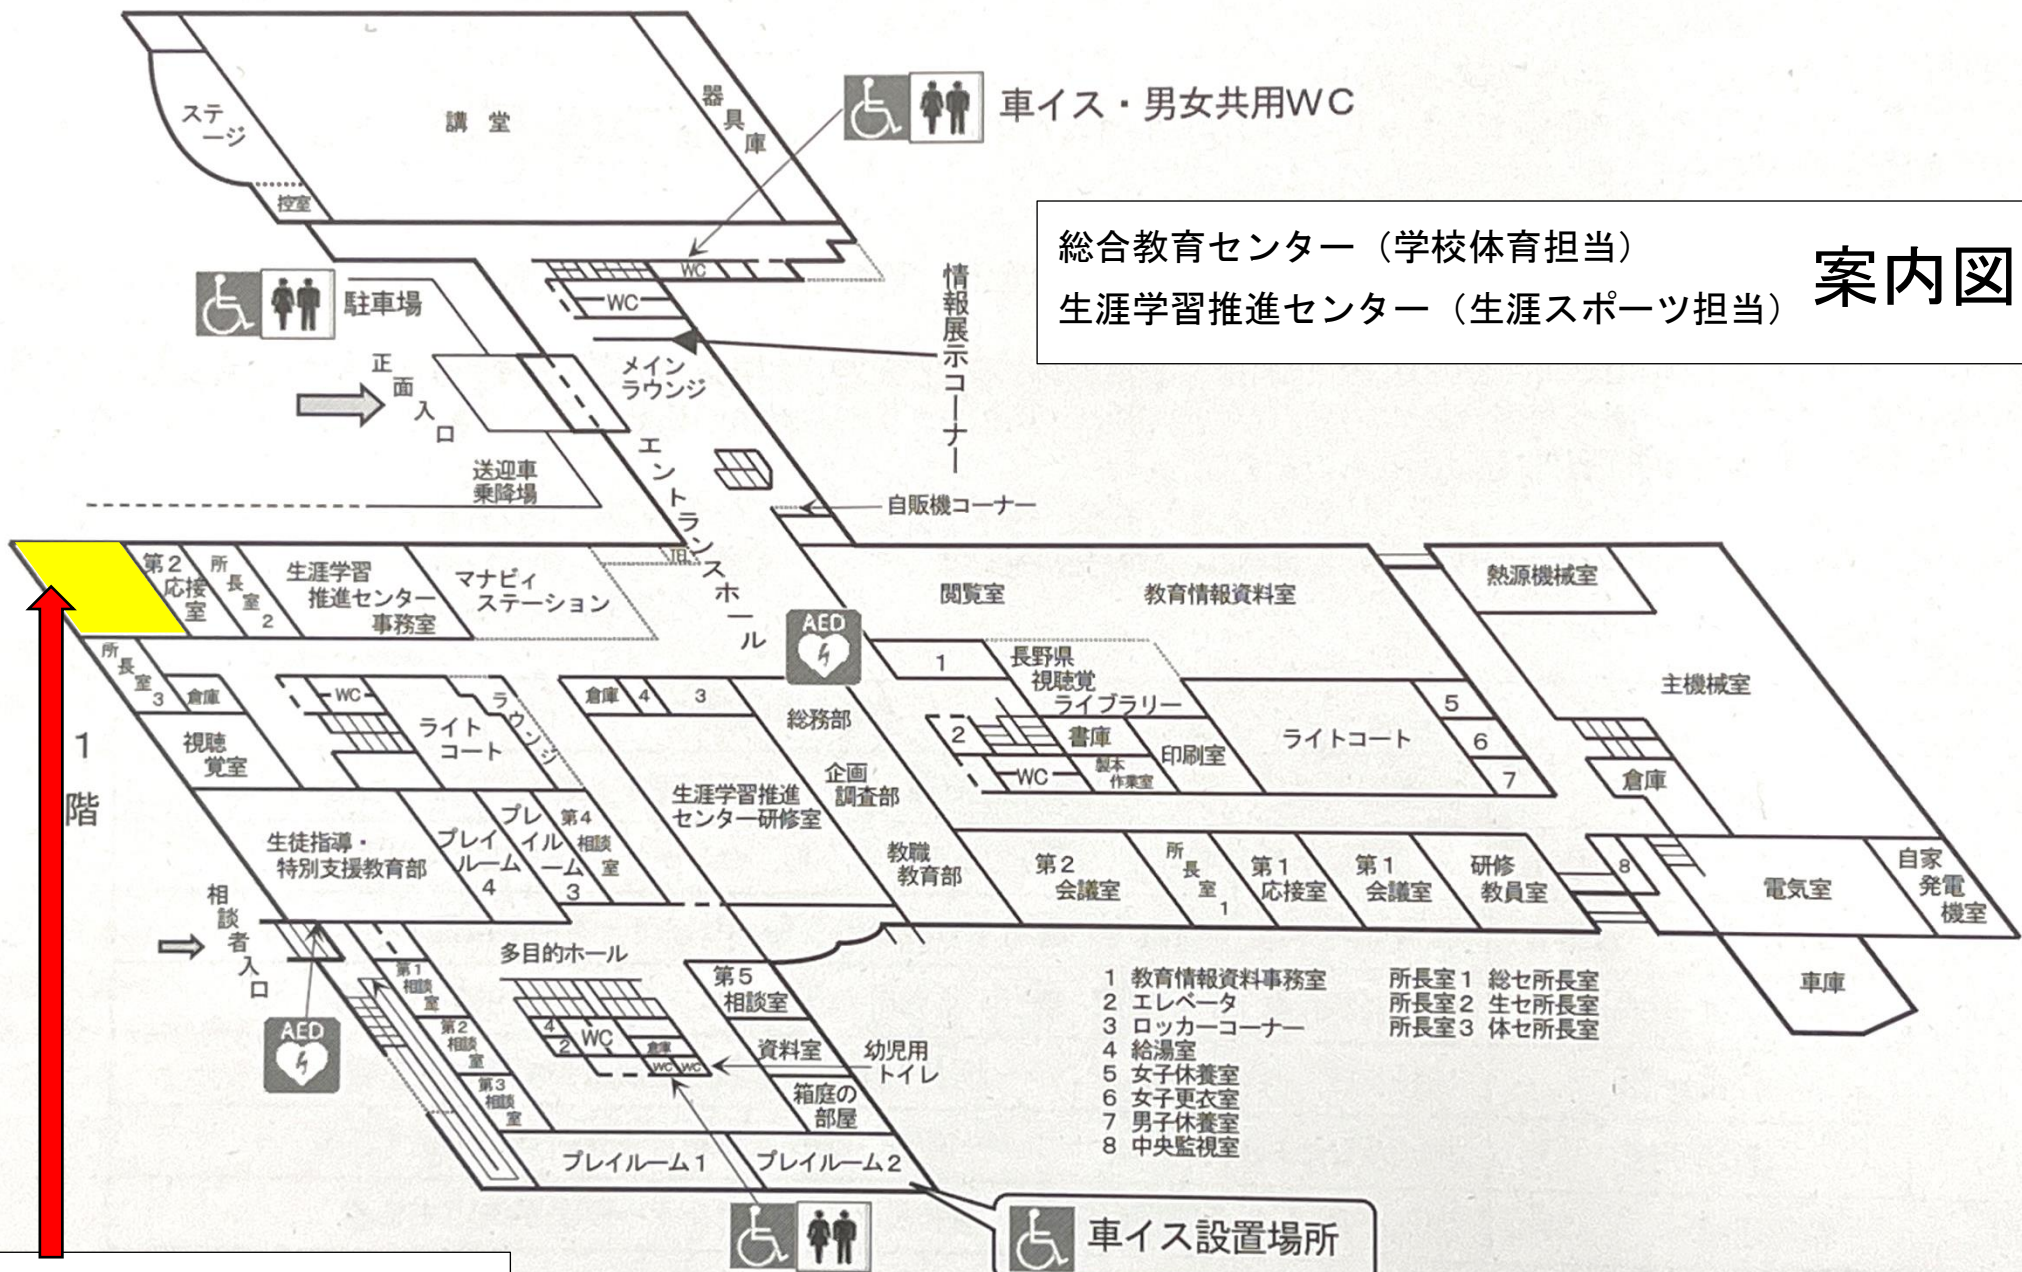 ステージ
講堂
器具庫
控室
車イス・男女共用WC
総合教育センター（学校体育担当）
生涯学習推進センター（生涯スポーツ担当）
案内図
WC
WC
情報展示コーナー
駐車場
正面入口
メイン
ラウンジ
エントランスホール
送迎車
乗降場
自販機コーナー
第2
応接
室
所長室2
生涯学習
推進センター
事務室
マナビィ
ステーション
TEL
AED
閲覧室
教育情報資料室
熱源機械室
主機械室
所長室3
倉庫
視聴
覚室
WC
ライト
コート
ラウンジ
倉庫
4
3
総務部
企画
調査部
教職
教育部
1
長野県
視聴覚
ライブラリー
2
書庫
WC
製本
作業室
印刷室
ライトコート
5
6
7
倉庫
1階
生涯学習推進
センター研修室
生徒指導・
特別支援教育部
プレイ
ルーム
4
プレ
イル
ーム
3
第4
相談
室
第2
会議室
所長室1
第1
応接室
第1
会議室
研修
教員室
8
電気室
自家
発電
機室
車庫
相談者入口
AED
多目的ホール
第1
相談
室
第2
相談
室
第3
相談
室
4
2
WC
倉庫
WC WC
第5
相談室
資料室
箱庭の
部屋
幼児用
トイレ
プレイルーム1
プレイルーム2
1 教育情報資料事務室
2 エレベータ
3 ロッカーコーナー
4 給湯室
5 女子休養室
6 女子更衣室
7 男子休養室
8 中央監視室
所長室1 総セ所長室
所長室2 生セ所長室
所長室3 体セ所長室
車イス設置場所